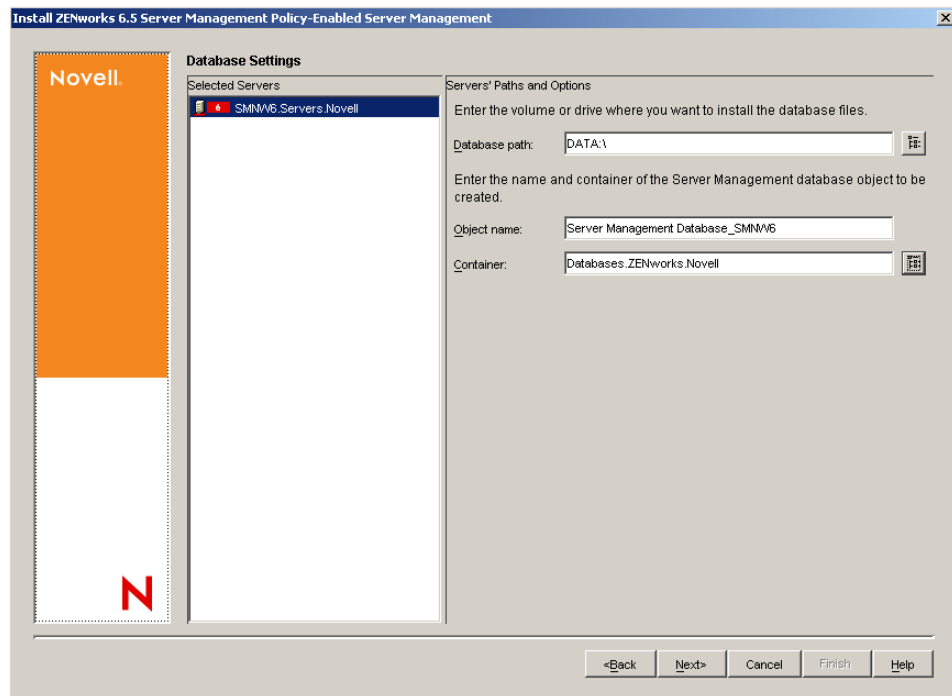 Install ZENworks 6.5 Server Management Policy-Enabled Server Management
Novell.
Database Settings
Selected Servers
6 SMNW6.Servers.Novell
Servers' Paths and Options
Enter the volume or drive where you want to install the database files.
Database path: DATA:\
Enter the name and container of the Server Management database object to be
created.
Object name: Server Management Database_SMNW6
Container: Databases.ZENworks.Novell
N
<Back Next> Cancel Finish Help